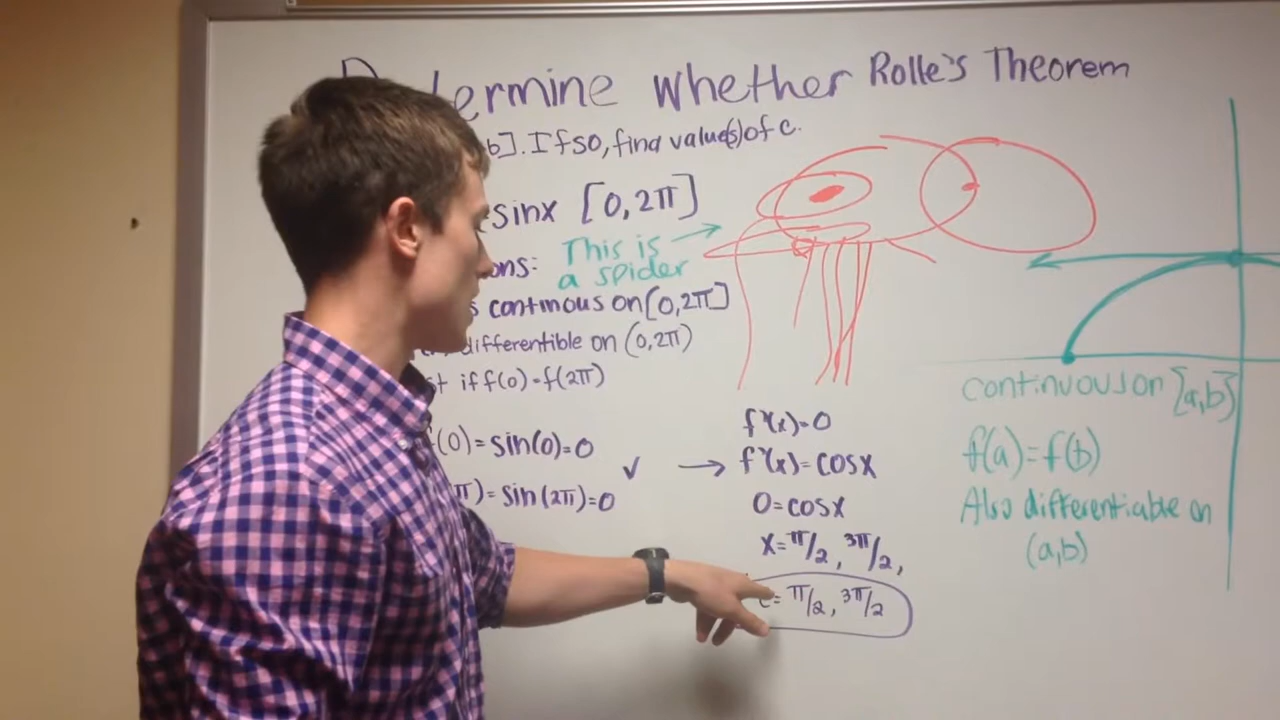 Determine whether Rolle's Theorem
b]. If so, find value(s) of c.
sinx [0,2π]
This is
a spider
ons:
s continous on [0,2π]
differentible on (0,2π)
st if f(0)=f(2π)
f(0)=sin(0)=0
π)=sin(2π)=0
✓ →
f'(x)=0
f'(x)=cosx
0=cosx
x=π/2, 3π/2,
c=π/2, 3π/2
continuous on [a,b]
f(a)=f(b)
Also differentiable on
(a,b)